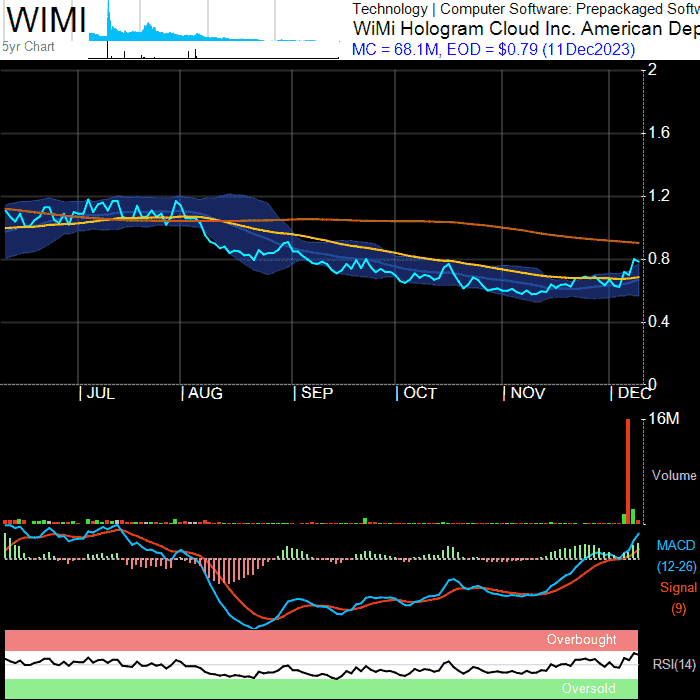 WIMI
5yr Chart
Technology | Computer Software: Prepackaged Softw
WiMi Hologram Cloud Inc. American Dep
MC = 68.1M, EOD = $0.79 (11Dec2023)
2
1.6
1.2
0.8
0.4
0
| JUL | AUG | SEP | OCT | NOV | DEC
16M
Volume
MACD
(12-26)
Signal
(9)
Overbought
RSI(14)
Oversold